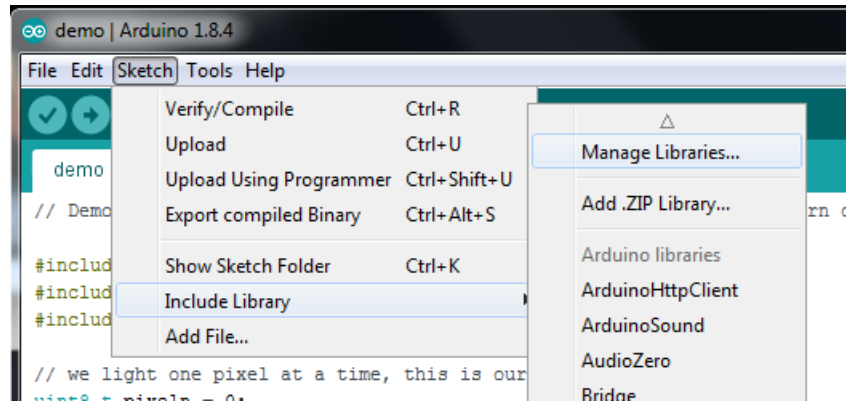 demo | Arduino 1.8.4
File Edit Sketch Tools Help
Verify/Compile Ctrl+R
Upload Ctrl+U
Upload Using Programmer Ctrl+Shift+U
Export compiled Binary Ctrl+Alt+S
Show Sketch Folder Ctrl+K
Include Library
Add File...
Manage Libraries...
Add .ZIP Library...
Arduino libraries
ArduinoHttpClient
ArduinoSound
AudioZero
Bridge
demo
// Demo
#includ
#includ
#includ
// we light one pixel at a time, this is our
uint8_t pixeln = 0;